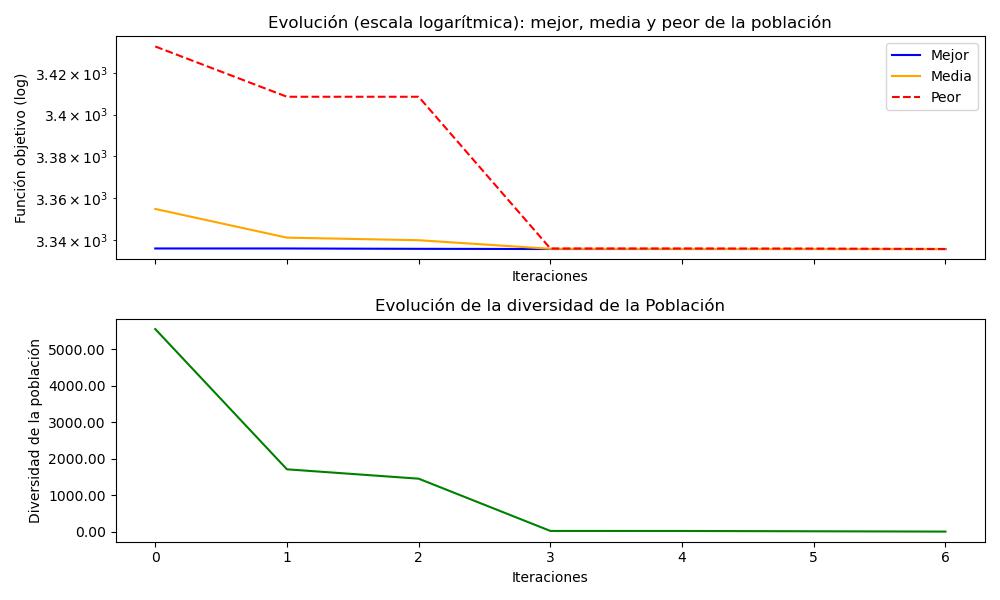 Evolución (escala logarítmica): mejor, media y peor de la población
Función objetivo (log)
3.42 × 10³
3.4 × 10³
3.38 × 10³
3.36 × 10³
3.34 × 10³
Mejor
Media
Peor
Iteraciones
Evolución de la diversidad de la Población
Diversidad de la población
5000.00
4000.00
3000.00
2000.00
1000.00
0.00
0 1 2 3 4 5 6
Iteraciones